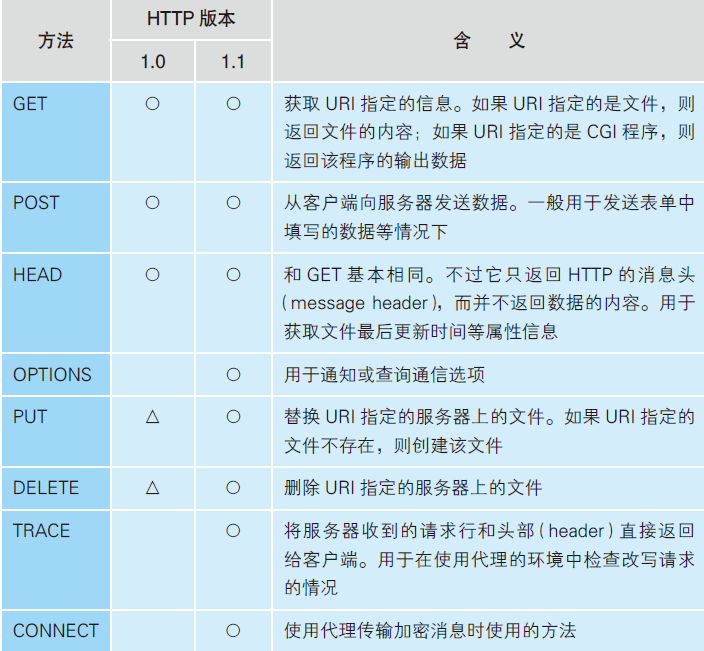 方法 HTTP 版本 含 义
1.0 1.1
GET ○ ○ 获取 URI 指定的信息。如果 URI 指定的是文件，则
返回文件的内容；如果 URI 指定的是 CGI 程序，则
返回该程序的输出数据
POST ○ ○ 从客户端向服务器发送数据。一般用于发送表单中
填写的数据等情况下
HEAD ○ ○ 和 GET 基本相同。不过它只返回 HTTP 的消息头
（message header），而并不返回数据的内容。用于
获取文件最后更新时间等属性信息
OPTIONS ○ 用于通知或查询通信选项
PUT △ ○ 替换 URI 指定的服务器上的文件。如果 URI 指定的
文件不存在，则创建该文件
DELETE △ ○ 删除 URI 指定的服务器上的文件
TRACE ○ 将服务器收到的请求行和头部（header）直接返回
给客户端。用于在使用代理的环境中检查改写请求
的情况
CONNECT ○ 使用代理传输加密消息时使用的方法